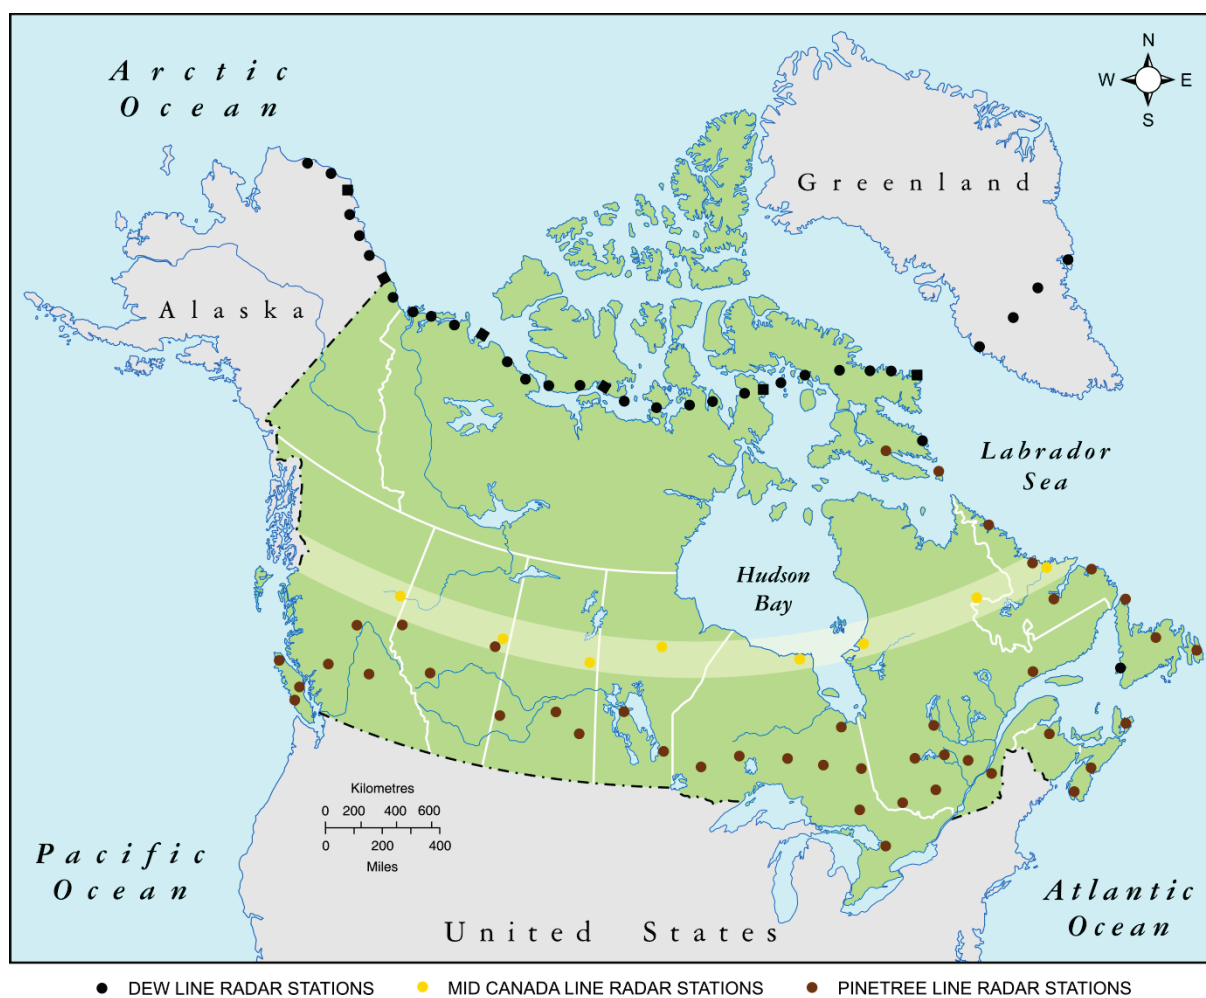 Arctic
Ocean
N
W E
S
Greenland
Alaska
Labrador
Sea
Hudson
Bay
Kilometres
0 200 400 600
0 200 400
Miles
Pacific
Ocean
Atlantic
Ocean
United States
DEW LINE RADAR STATIONS
MID CANADA LINE RADAR STATIONS
PINETREE LINE RADAR STATIONS